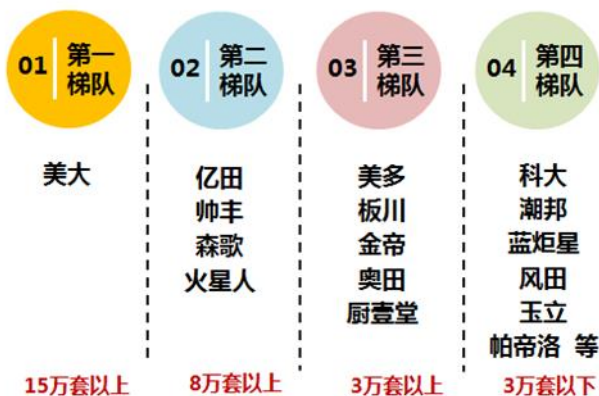 01 第一梯队
美大
15万套以上
02 第二梯队
亿田
帅丰
森歌
火星人
8万套以上
03 第三梯队
美多
板川
金帝
奥田
厨壹堂
3万套以上
04 第四梯队
科大
潮邦
蓝炬星
风田
玉立
帕帝洛 等
3万套以下